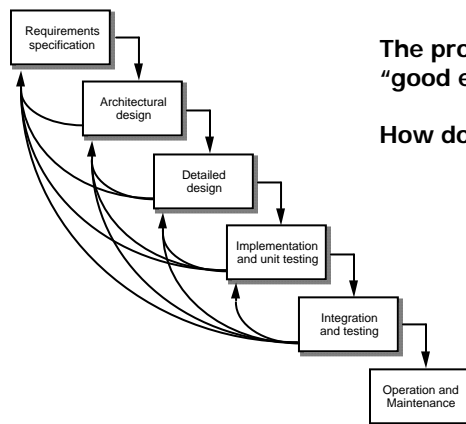 Requirements
specification
The pro
“good e
Architectural
design
How do
Detailed
design
Implementation
and unit testing
Integration
and testing
Operation and
Maintenance